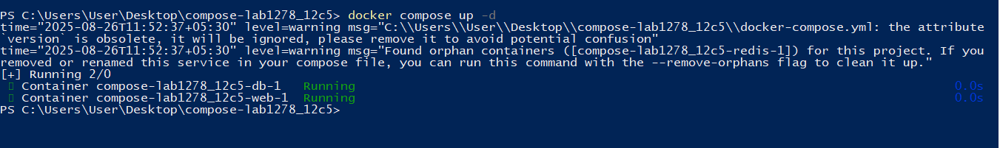 PS C:\Users\User\Desktop\compose-lab1278_12c5> docker compose up -d
time="2025-08-26T11:52:37+05:30" level=warning msg="C:\\Users\\User\\Desktop\\compose-lab1278_12c5\\docker-compose.yml: the attribute
`version` is obsolete, it will be ignored, please remove it to avoid potential confusion"
time="2025-08-26T11:52:37+05:30" level=warning msg="Found orphan containers ([compose-lab1278_12c5-redis-1]) for this project. If you
removed or renamed this service in your compose file, you can run this command with the --remove-orphans flag to clean it up."
[+] Running 2/0
Container compose-lab1278_12c5-db-1 Running 0.0s
Container compose-lab1278_12c5-web-1 Running 0.0s
PS C:\Users\User\Desktop\compose-lab1278_12c5>